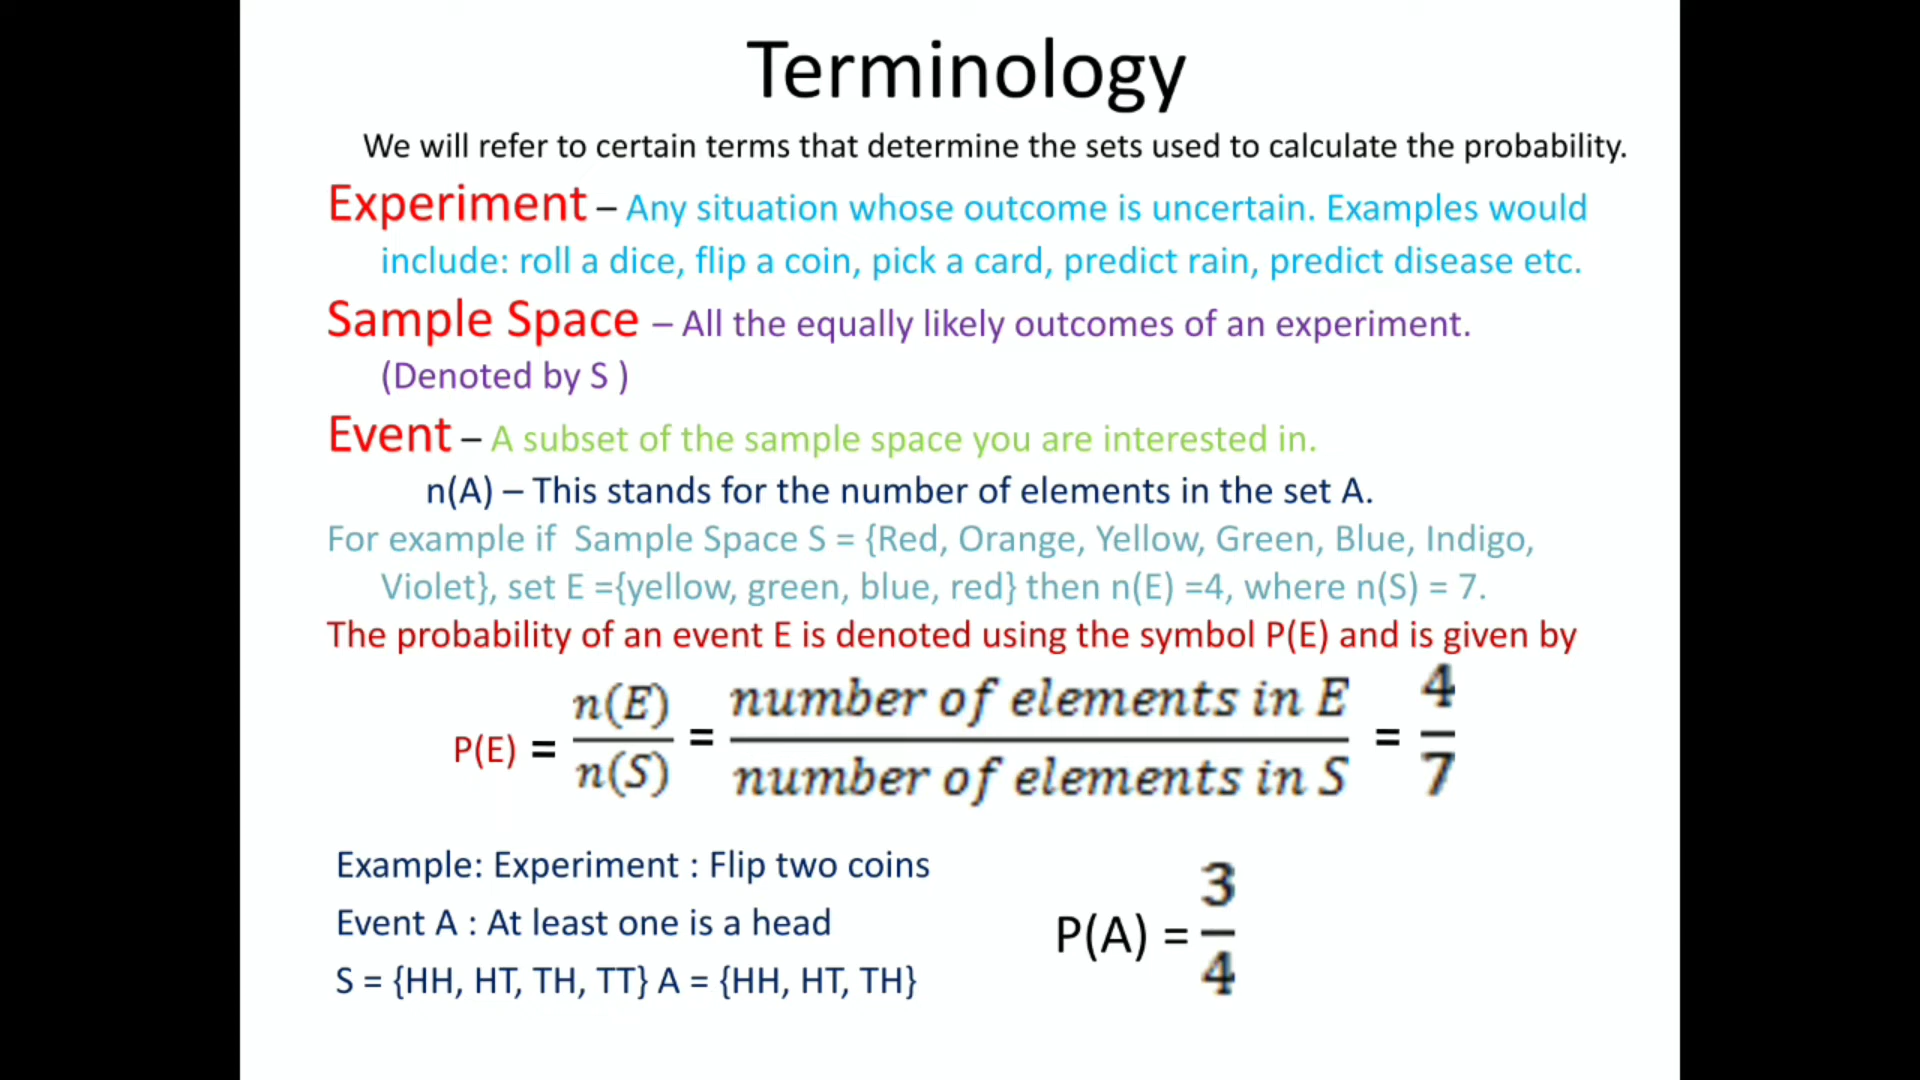 Terminology
We will refer to certain terms that determine the sets used to calculate the probability.
Experiment – Any situation whose outcome is uncertain. Examples would
include: roll a dice, flip a coin, pick a card, predict rain, predict disease etc.
Sample Space – All the equally likely outcomes of an experiment.
(Denoted by S )
Event – A subset of the sample space you are interested in.
n(A) – This stands for the number of elements in the set A.
For example if  Sample Space S = {Red, Orange, Yellow, Green, Blue, Indigo,
Violet}, set E ={yellow, green, blue, red} then n(E) =4, where n(S) = 7.
The probability of an event E is denoted using the symbol P(E) and is given by
P(E) = n(E)/n(S) = number of elements in E/number of elements in S = 4/7
Example: Experiment : Flip two coins
Event A : At least one is a head
S = {HH, HT, TH, TT} A = {HH, HT, TH}
P(A) = 3/4